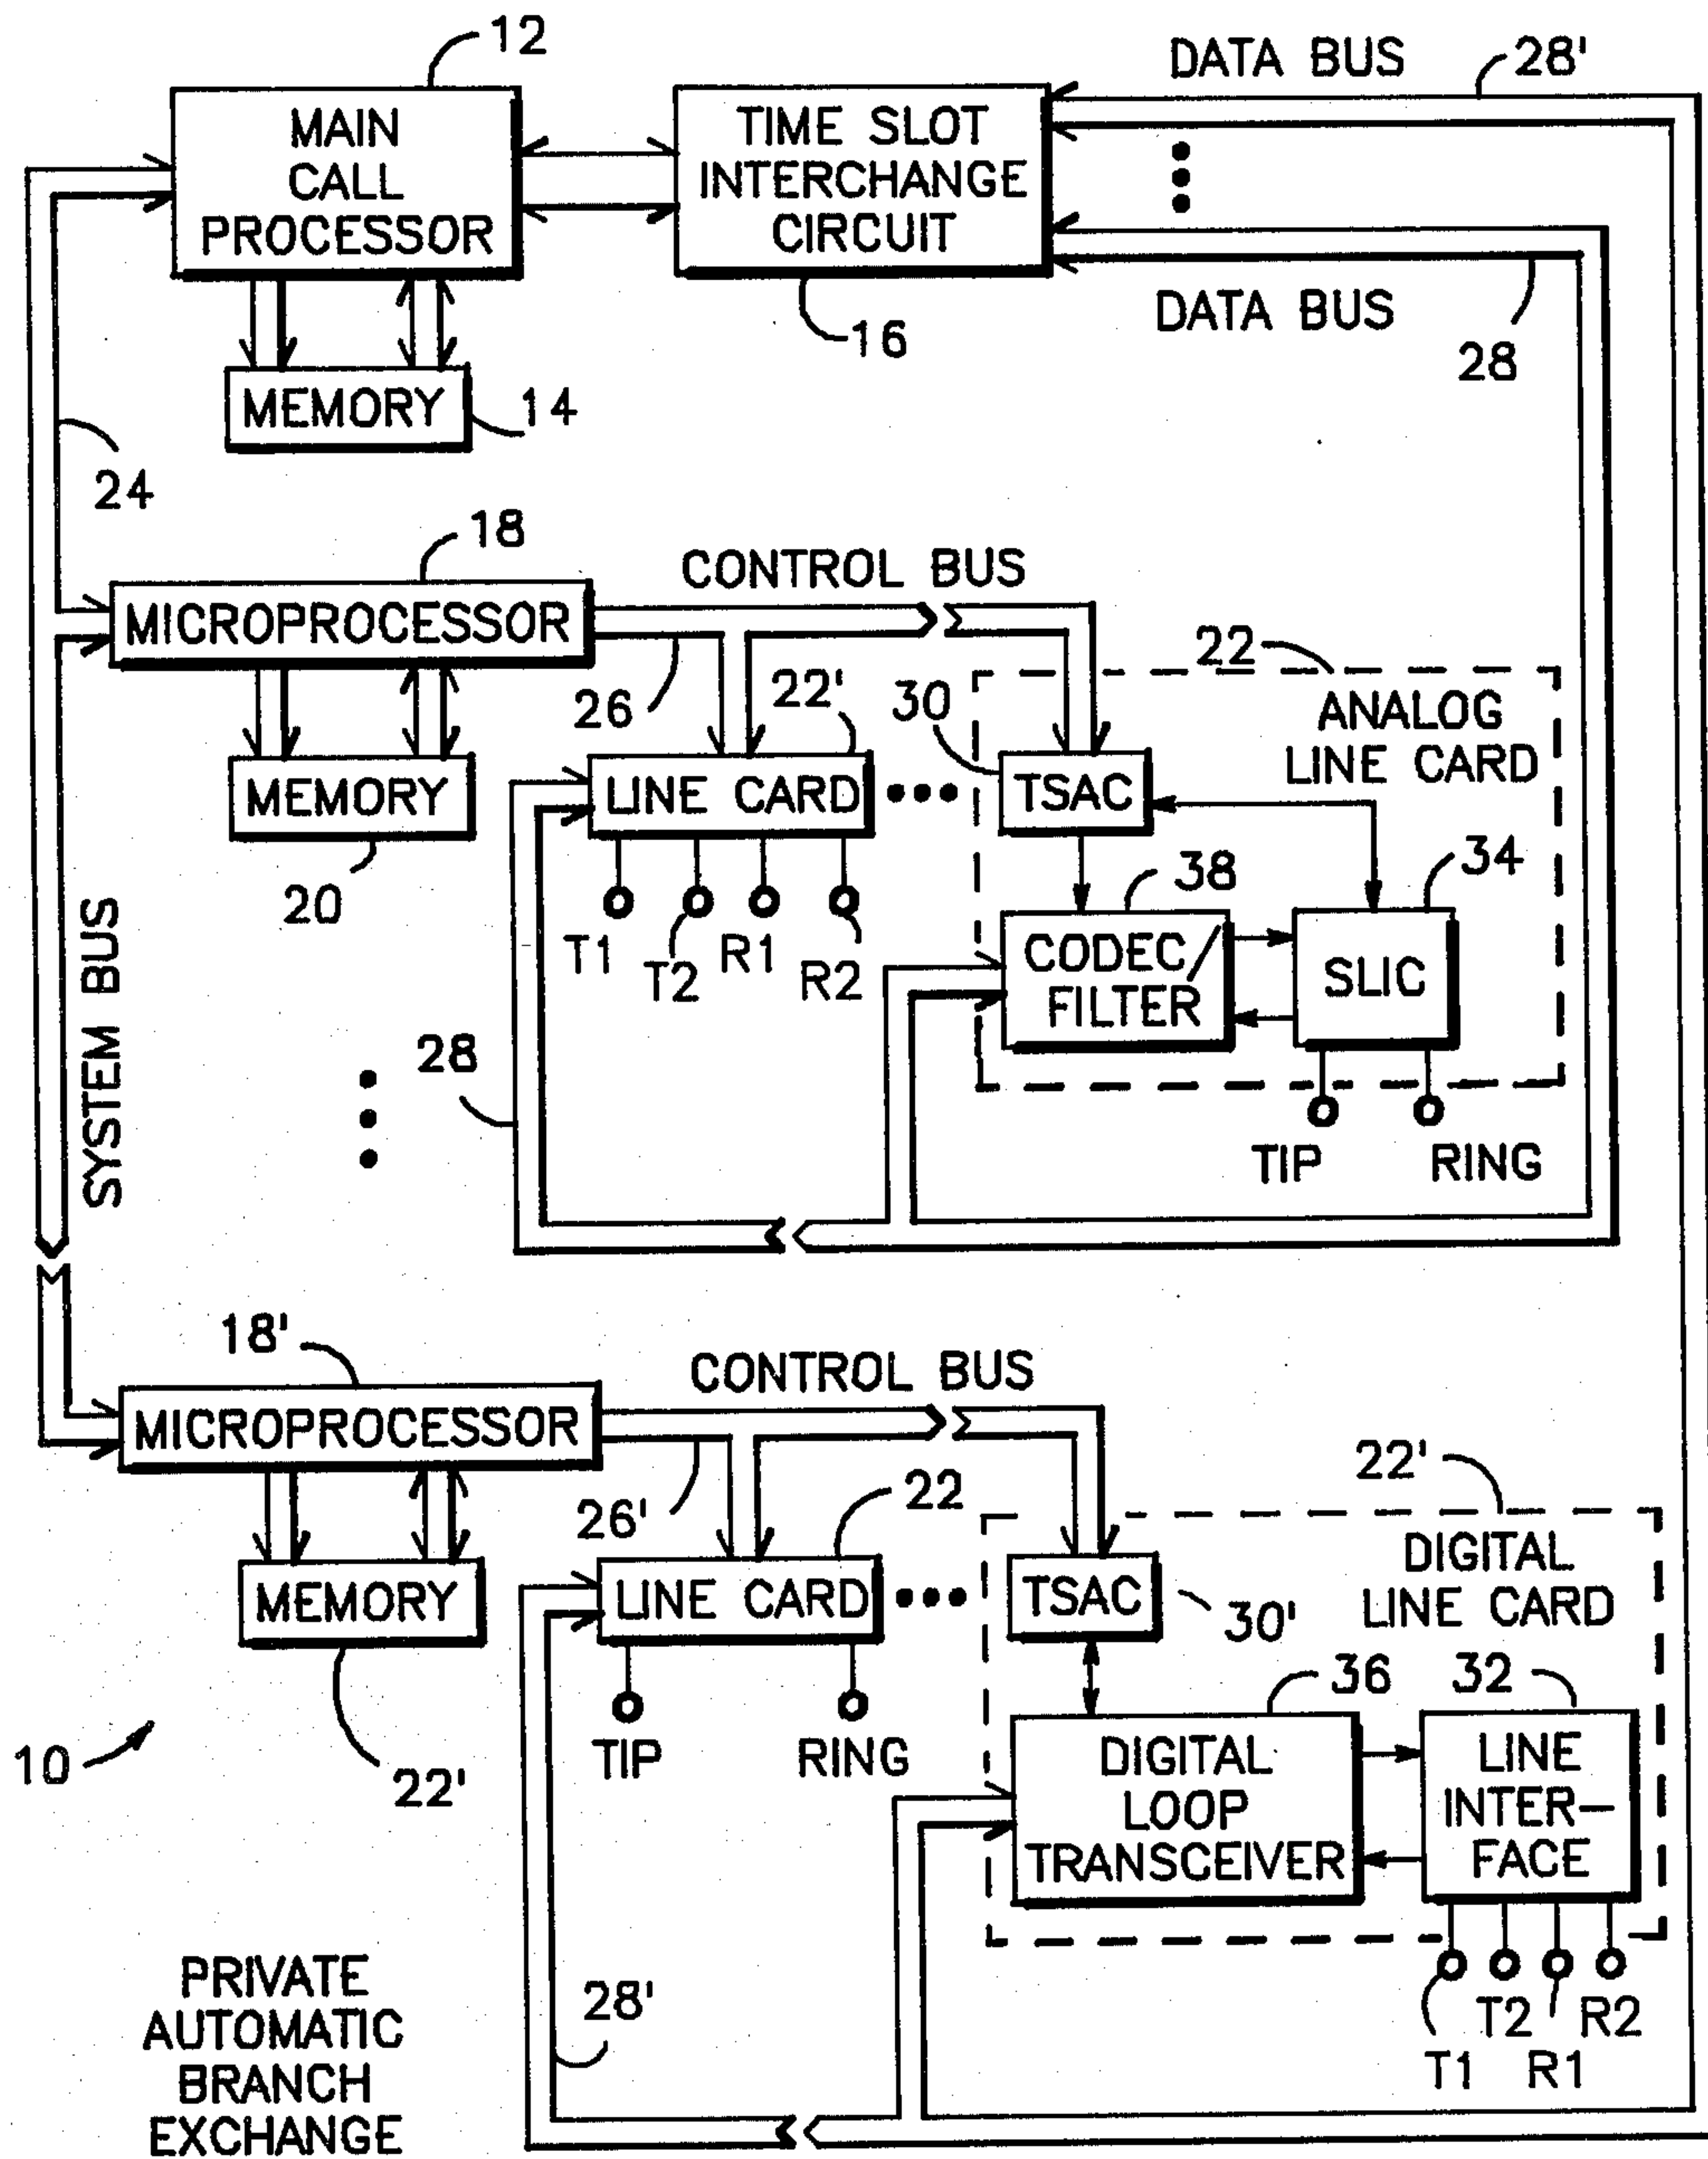 12
DATA BUS
28'
MAIN
CALL
PROCESSOR
TIME SLOT
INTERCHANGE
CIRCUIT
16
DATA BUS
28
MEMORY
14
24
18
CONTROL BUS
MICROPROCESSOR
26
22'
30
22
ANALOG
LINE CARD
MEMORY
20
LINE CARD
TSAC
T1
T2
R1
R2
38
34
CODEC/
FILTER
SLIC
SYSTEM BUS
28
TIP
RING
18'
CONTROL BUS
MICROPROCESSOR
26'
22
22'
DIGITAL
LINE CARD
MEMORY
22'
LINE CARD
TSAC
30'
TIP
RING
36
32
DIGITAL
LOOP
TRANSCEIVER
LINE
INTER-
FACE
10
28'
T1
T2
R1
R2
PRIVATE
AUTOMATIC
BRANCH
EXCHANGE